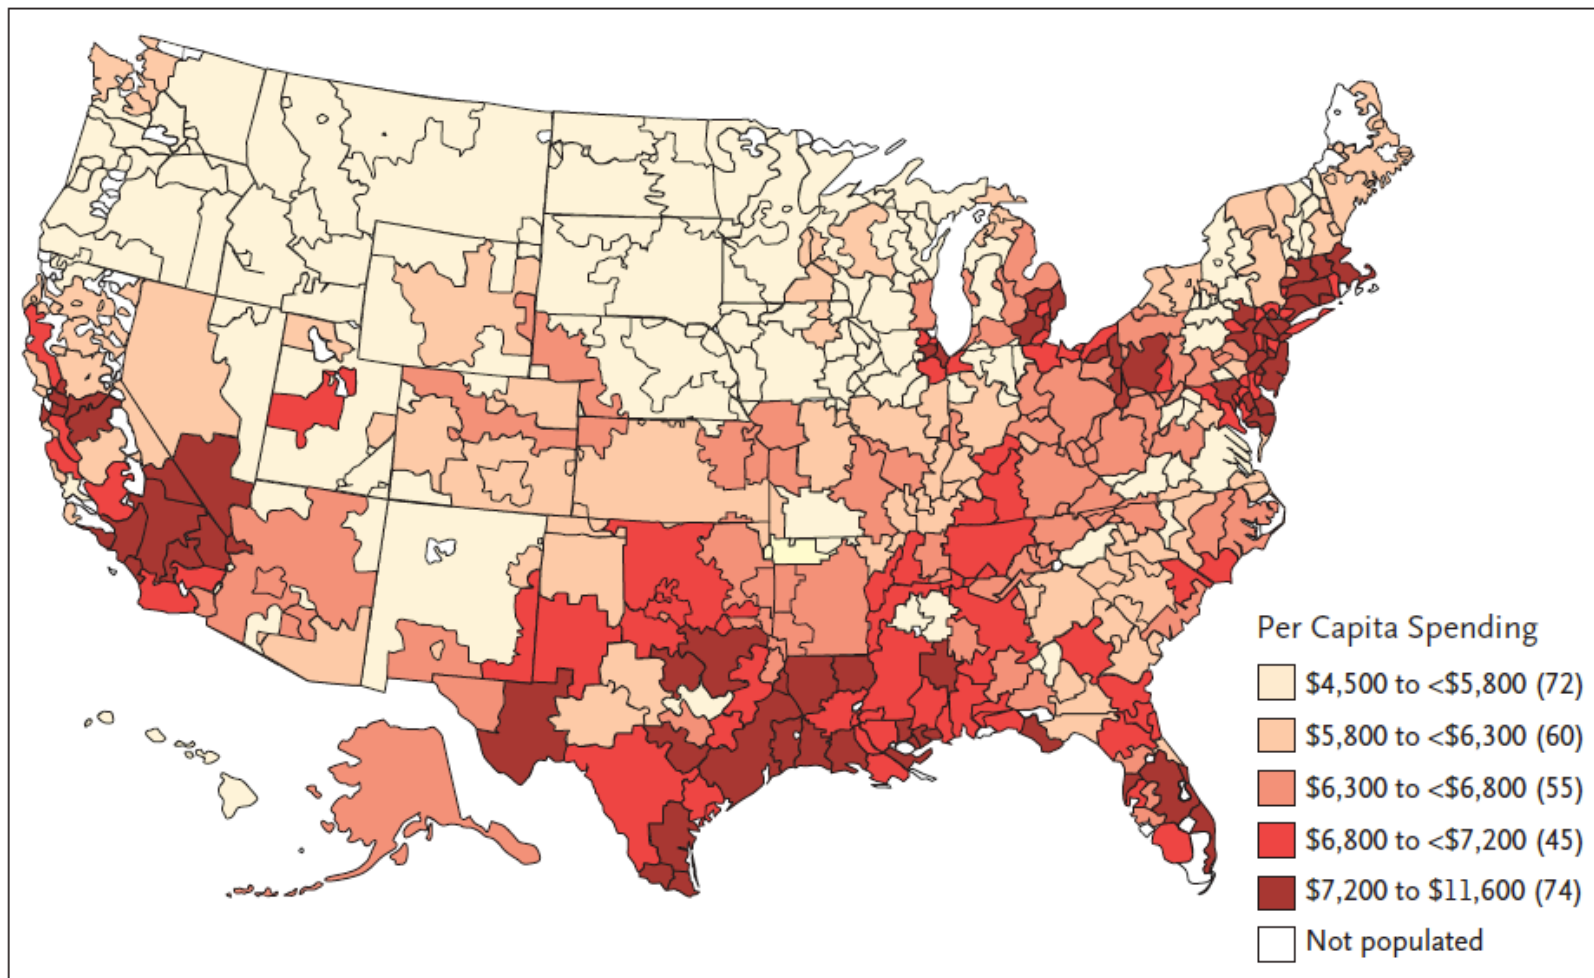 Per Capita Spending
$4,500 to <$5,800 (72)
$5,800 to <$6,300 (60)
$6,300 to <$6,800 (55)
$6,800 to <$7,200 (45)
$7,200 to $11,600 (74)
Not populated